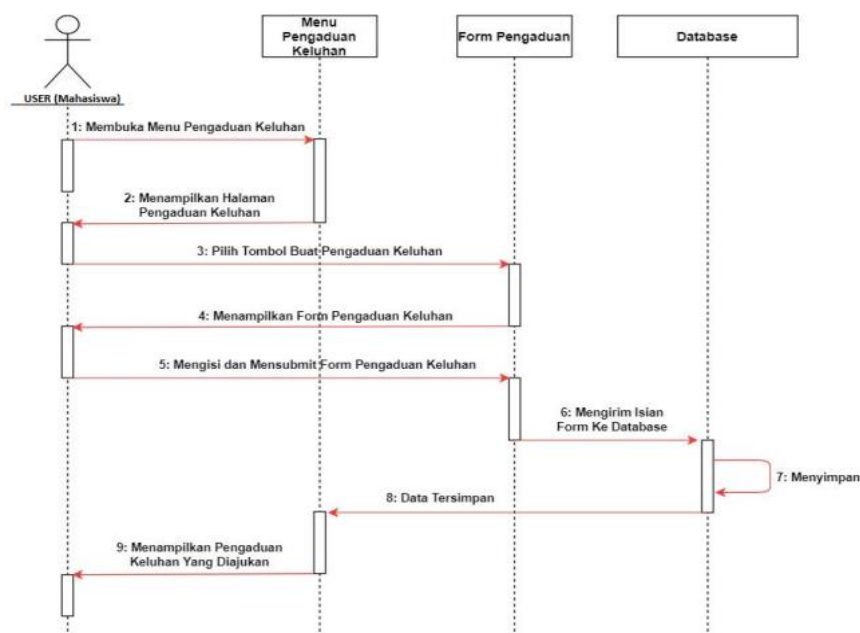 Menu
Pengaduan
Keluhan
Form Pengaduan
Database
USER (Mahasiswa)
1: Membuka Menu Pengaduan Keluhan
2: Menampilkan Halaman
Pengaduan Keluhan
3: Pilih Tombol Buat Pengaduan Keluhan
4: Menampilkan Form Pengaduan Keluhan
5: Mengisi dan Mensubmit Form Pengaduan Keluhan
6: Mengirim Isian
Form Ke Database
7: Menyimpan
8: Data Tersimpan
9: Menampilkan Pengaduan
Keluhan Yang Diajukan